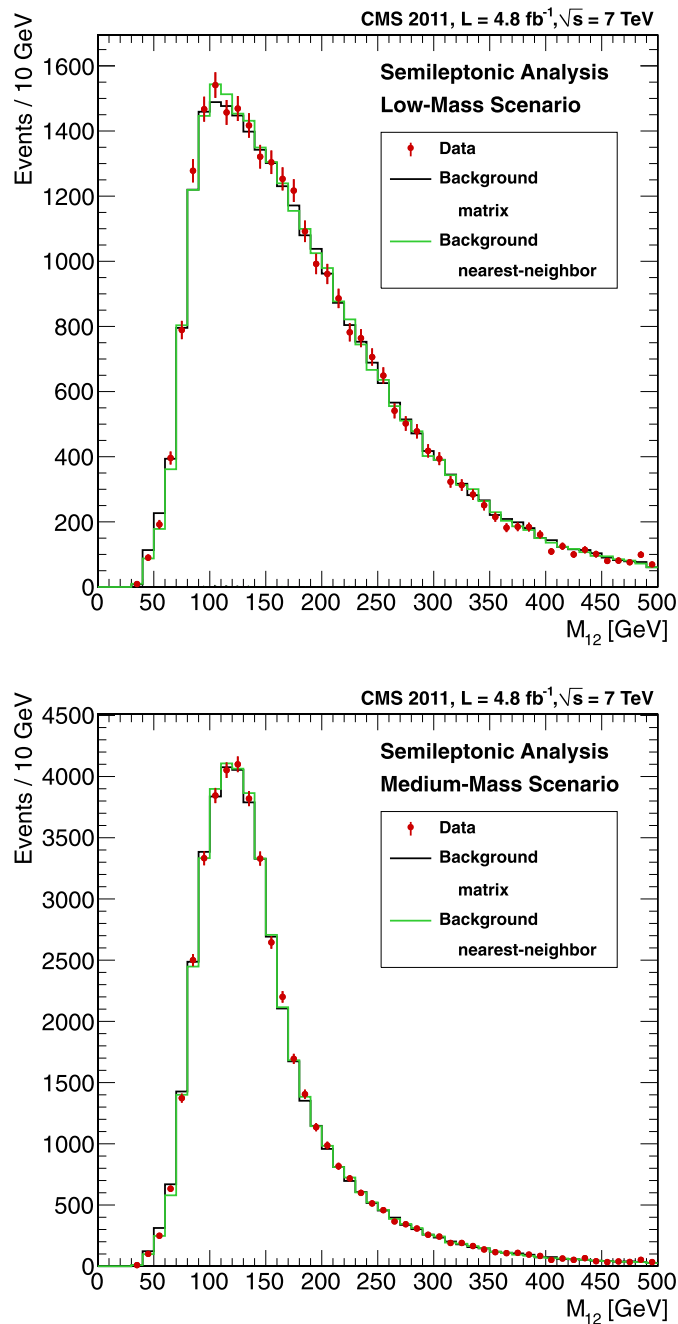 CMS 2011, L = 4.8 fb⁻¹,√s = 7 TeV
Events / 10 GeV
1600
1400
1200
1000
800
600
400
200
0
Semileptonic Analysis
Low-Mass Scenario
Data
Background
matrix
Background
nearest-neighbor
0 50 100 150 200 250 300 350 400 450 500
M₁₂ [GeV]
CMS 2011, L = 4.8 fb⁻¹,√s = 7 TeV
Events / 10 GeV
4500
4000
3500
3000
2500
2000
1500
1000
500
0
Semileptonic Analysis
Medium-Mass Scenario
Data
Background
matrix
Background
nearest-neighbor
0 50 100 150 200 250 300 350 400 450 500
M₁₂ [GeV]